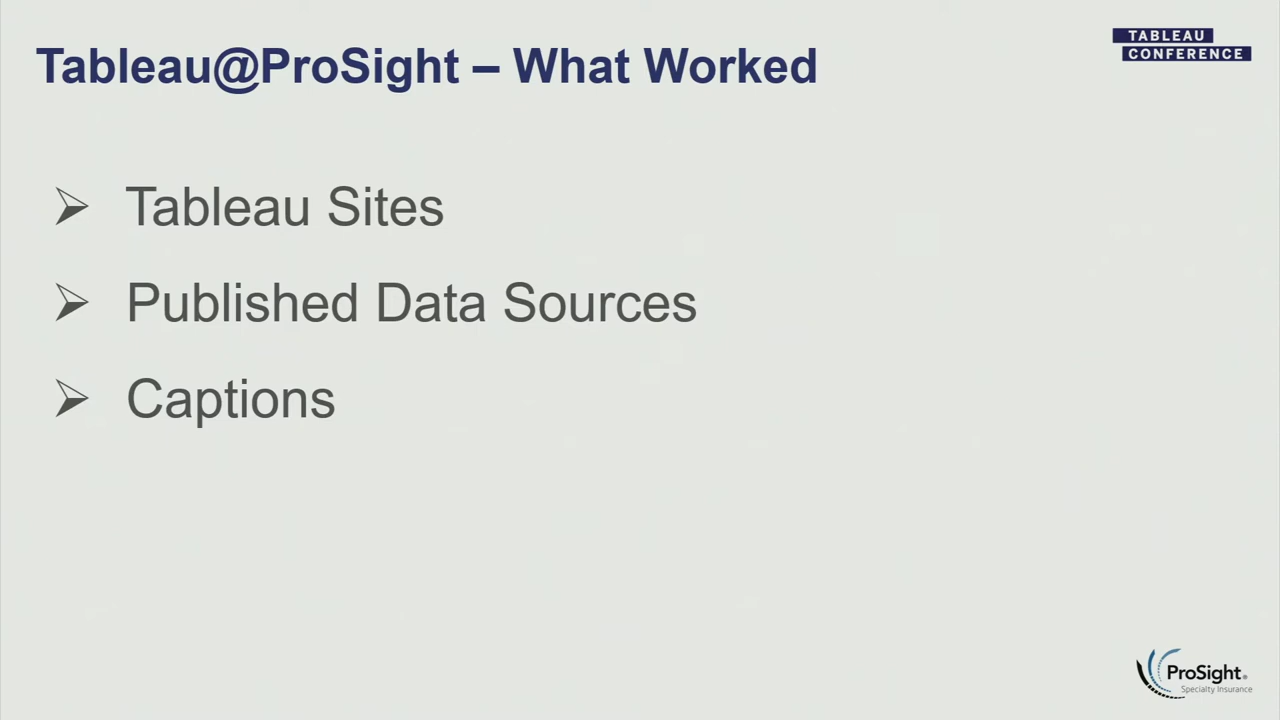 Tableau@ProSight – What Worked
TABLEAU
CONFERENCE
Tableau Sites
Published Data Sources
Captions
ProSight®
Specialty Insurance